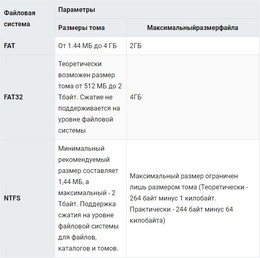 Файловая система
Параметры
Размеры тома
Максимальныйразмерфайла
FAT
От 1.44 МБ до 4 ГБ
2ГБ
FAT32
Теоретически
возможен размер
тома от 512 МБ до 2
Тбайт. Сжатие не
поддерживается на
уровне файловой
системы
4ГБ
NTFS
Минимальный
рекомендуемый
размер составляет
1,44 МБ, а
максимальный - 2
Тбайт. Поддержка
сжатия на уровне
файловой системы
для файлов,
каталогов и томов.
Максимальный размер ограничен
лишь размером тома (Теоретически -
264 байт минус 1 килобайт.
Практически - 244 байт минус 64
килобайта)